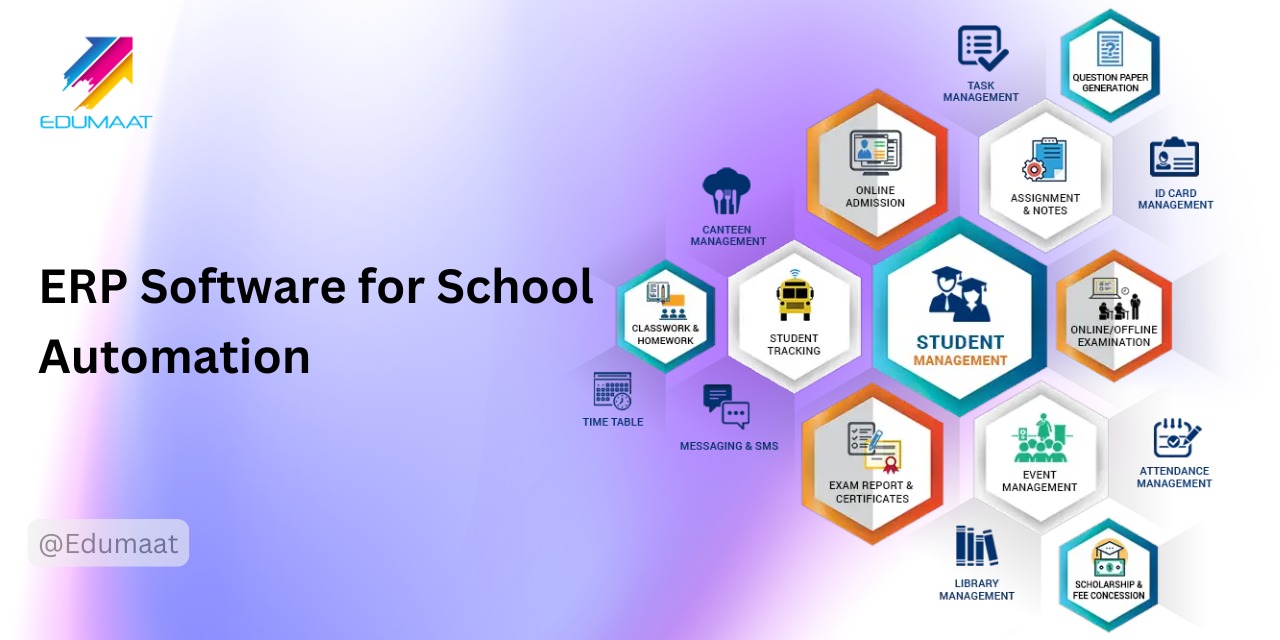 EDUMAAT
ERP Software for School
Automation
@Edumaat
TASK
MANAGEMENT
QUESTION PAPER
GENERATION
ONLINE
ADMISSION
ASSIGNMENT
& NOTES
ID CARD
MANAGEMENT
CANTEEN
MANAGEMENT
CLASSWORK &
HOMEWORK
STUDENT
TRACKING
STUDENT
MANAGEMENT
ONLINE/OFFLINE
EXAMINATION
TIME TABLE
MESSAGING & SMS
EXAM REPORT &
CERTIFICATES
EVENT
MANAGEMENT
ATTENDANCE
MANAGEMENT
LIBRARY
MANAGEMENT
SCHOLARSHIP &
FEE CONCESSION